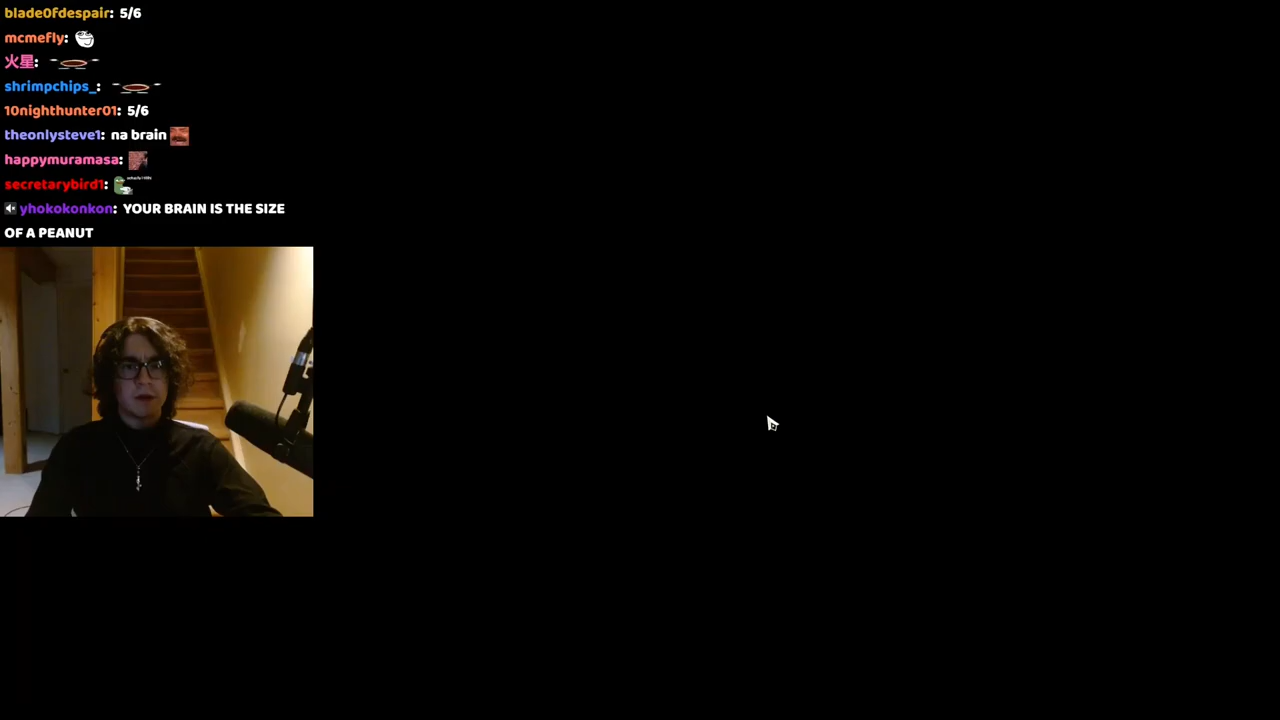 blade0fdespair: 5/6
mcmefly:
火星:
shrimpchips_:
10nighthunter01: 5/6
theonlysteve1: na brain
happymuramasa:
secretarybird1:
yhokokonkon: YOUR BRAIN IS THE SIZE
OF A PEANUT